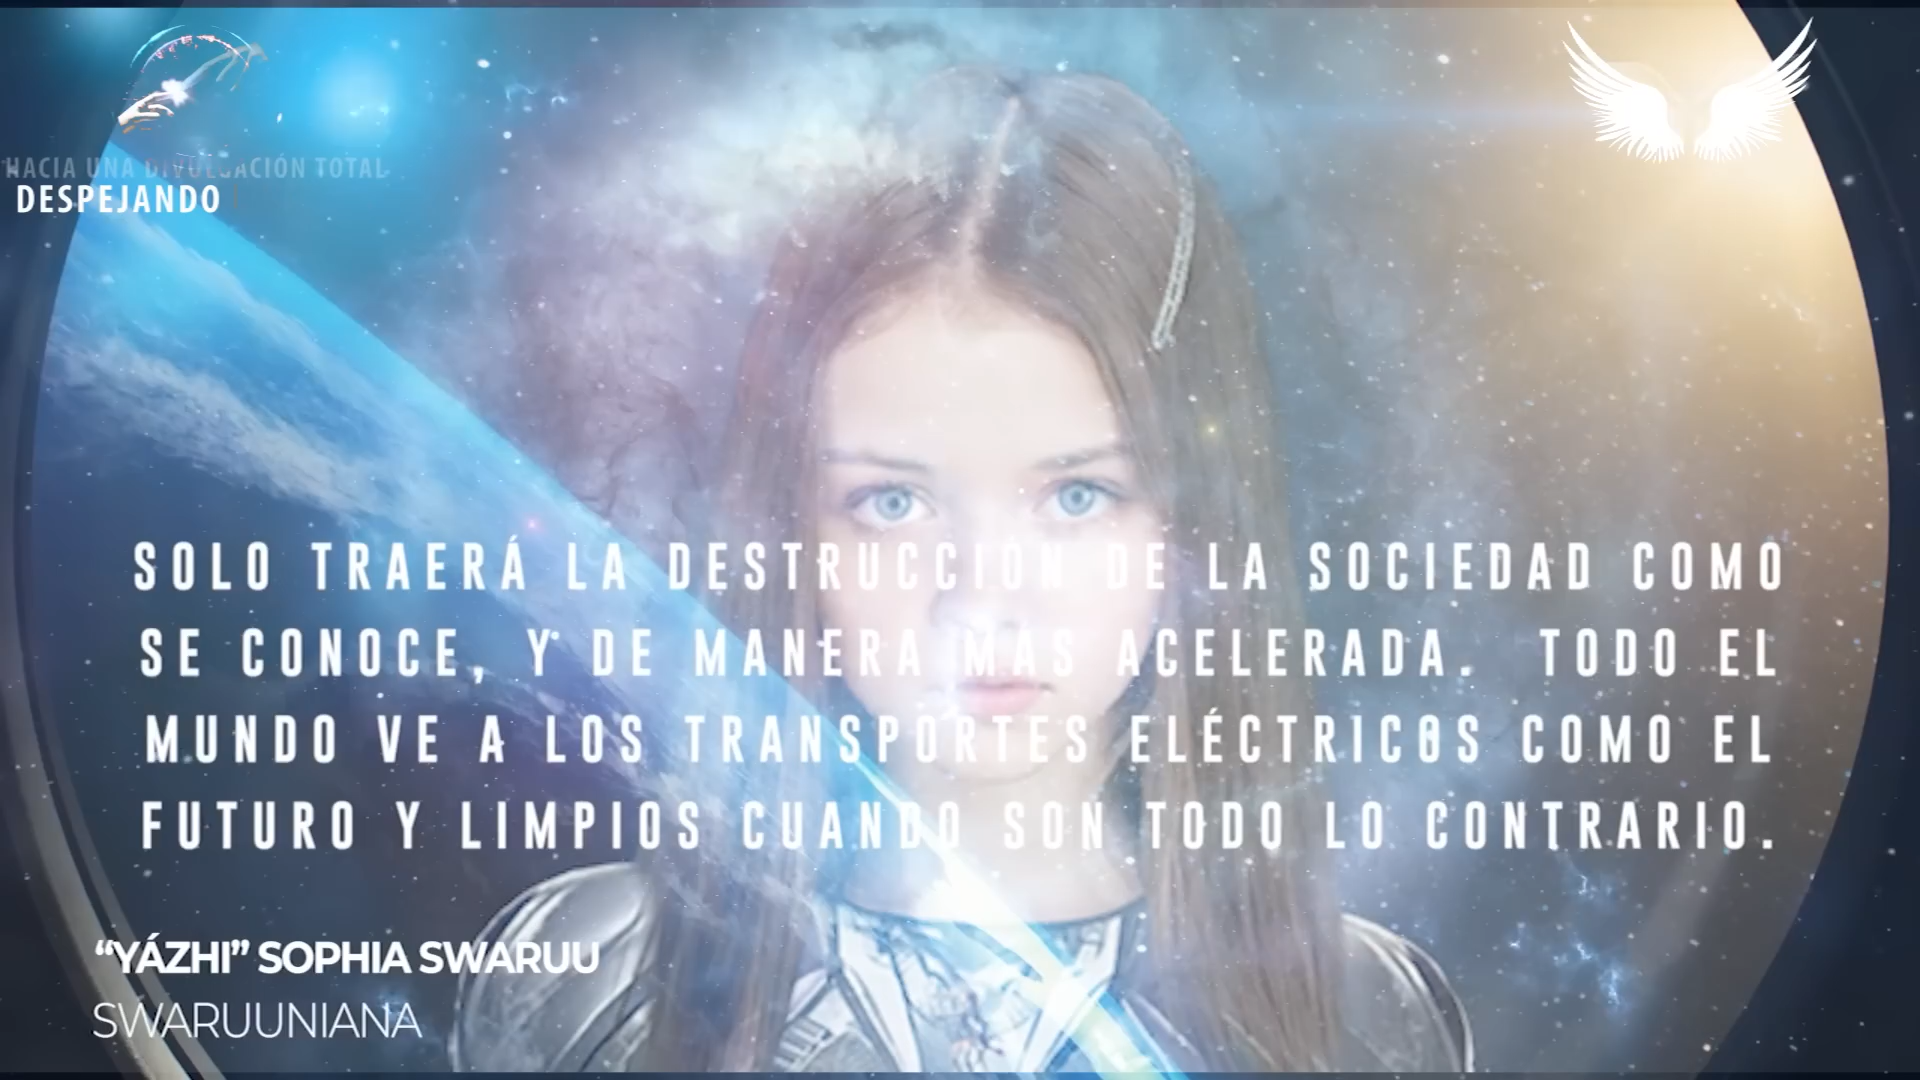 HACIA UNA DIVULGACIÓN TOTAL
DESPEJANDO
SOLO TRAERÁ LA DESTRUCCIÓN DE LA SOCIEDAD COMO
SE CONOCE, Y DE MANERA MAS ACELERADA. TODO EL
MUNDO VE A LOS TRANSPORTES ELÉCTRICOS COMO EL
FUTURO Y LIMPIOS CUANDO SON TODO LO CONTRARIO.
“YÁZHI” SOPHIA SWARUU
SWARUUNIANA